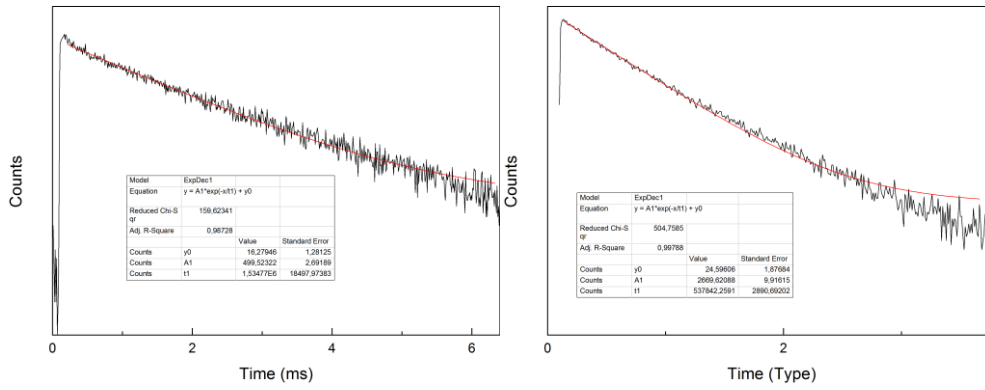 Counts
Model ExpDec1
Equation y = A1*exp(-x/t1) + y0
Reduced Chi-S
qr 159,62341
Adj. R-Square 0,98728
Value Standard Error
Counts y0 16,27946 1,28125
Counts A1 499,52322 2,69189
Counts t1 1,53477E6 18497,97383
0 2 4 6
Time (ms)
Counts
Model ExpDec1
Equation y = A1*exp(-x/t1) + y0
Reduced Chi-S
qr 504,7585
Adj. R-Square 0,99788
Value Standard Error
Counts y0 24,59606 1,87684
Counts A1 2669,62088 9,91615
Counts t1 537842,2591 2890,69202
0 2
Time (Type)